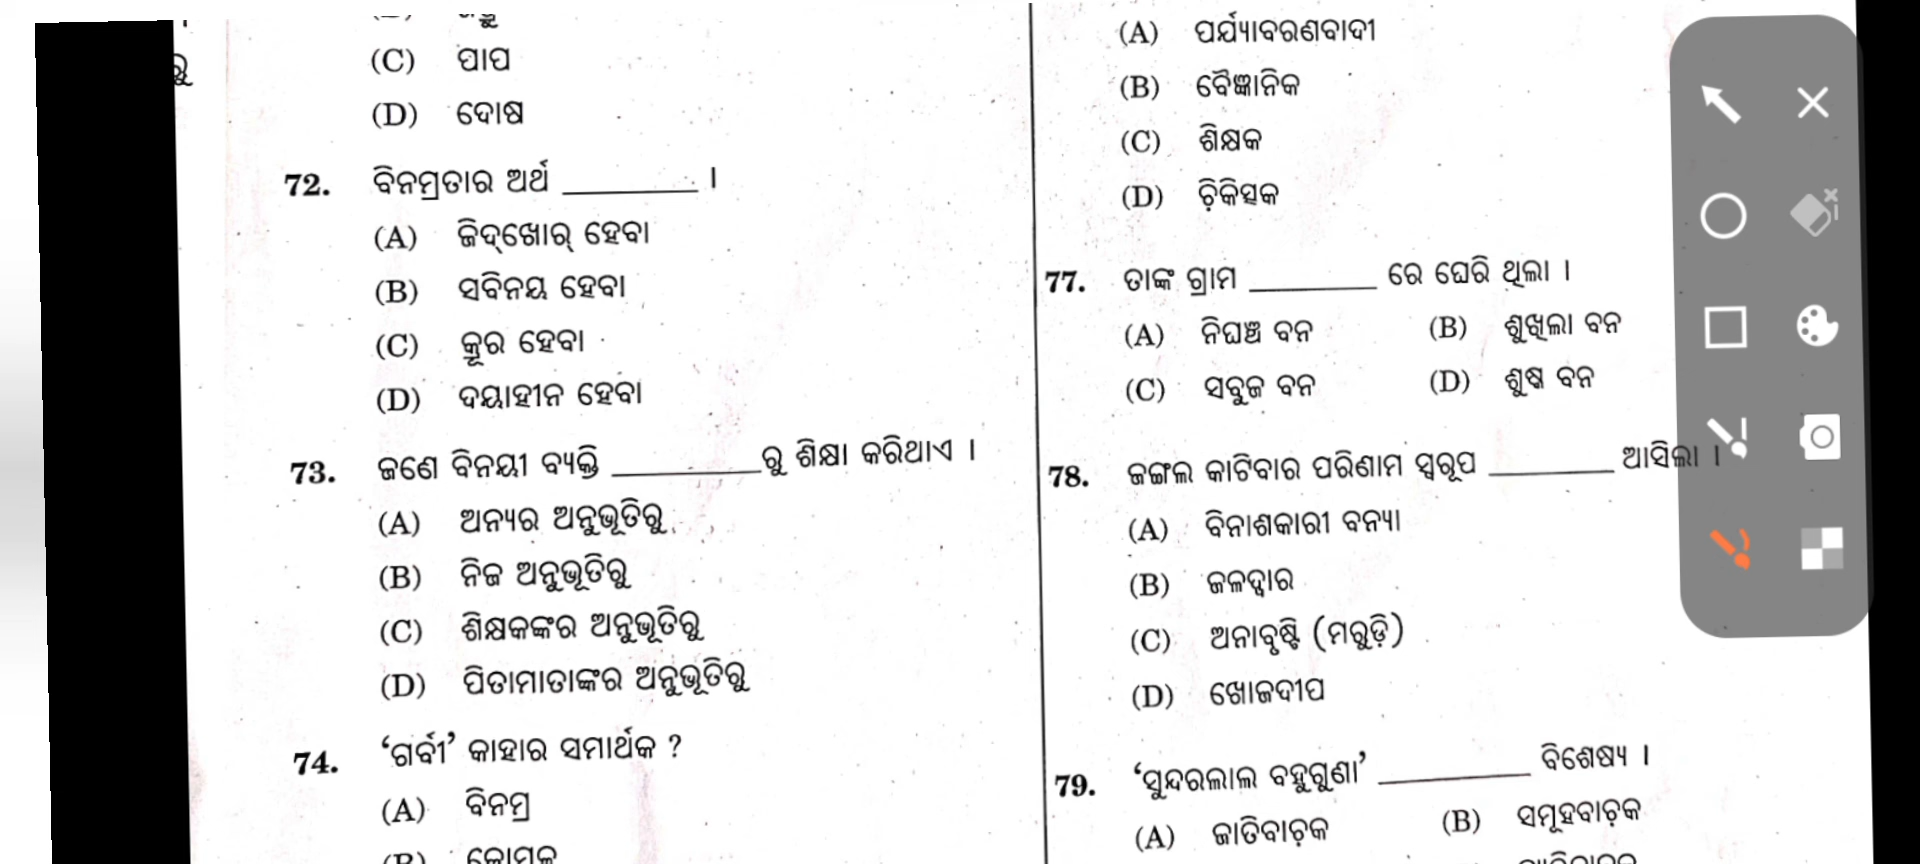 (C) ପାପ
(D) ଦୋଷ
72. ବିନମ୍ରତାର ଅର୍ଥ ________ ।
(A) ଜିଦ୍‌ଖୋର୍ ହେବା
(B) ସବିନୟ ହେବା
(C) କ୍ରୂର ହେବା
(D) ଦୟାହୀନ ହେବା
73. ଜଣେ ବିନୟୀ ବ୍ୟକ୍ତି ________ରୁ ଶିକ୍ଷା କରିଥାଏ ।
(A) ଅନ୍ୟର ଅନୁଭୂତିରୁ
(B) ନିଜ ଅନୁଭୂତିରୁ
(C) ଶିକ୍ଷକଙ୍କର ଅନୁଭୂତିରୁ
(D) ପିତାମାତାଙ୍କର ଅନୁଭୂତିରୁ
74. ‘ଗର୍ବୀ’ କାହାର ସମାର୍ଥକ ?
(A) ବିନମ୍ର
(B) କୋମଳ
(A) ପର୍ଯ୍ୟାବରଣବାଦୀ
(B) ବୈଜ୍ଞାନିକ
(C) ଶିକ୍ଷକ
(D) ଚ଼ିକିତ୍ସକ
77. ତାଙ୍କ ଗ୍ରାମ ________ ରେ ଘେରି ଥିଲା ।
(A) ନିଘଞ୍ଚ ବନ (B) ଶୁଖିଲା ବନ
(C) ସବୁଜ ବନ (D) ଶୁଷ୍କ ବନ
78. ଜଙ୍ଗଲ କାଟିବାର ପରିଣାମ ସ୍ୱରୂପ ________ ଆସିଲା ।
(A) ବିନାଶକାରୀ ବନ୍ୟା
(B) ଜଳଦ୍ୱାର
(C) ଅନାବୃଷ୍ଟି (ମରୁଡ଼ି)
(D) ଖୋଜଦୀପ
79. ‘ସୁନ୍ଦରଲାଲ ବହୁଗୁଣା’ ________ ବିଶେଷ୍ୟ ।
(A) ଜାତିବାଚ଼କ (B) ସମୂହବାଚ଼କ